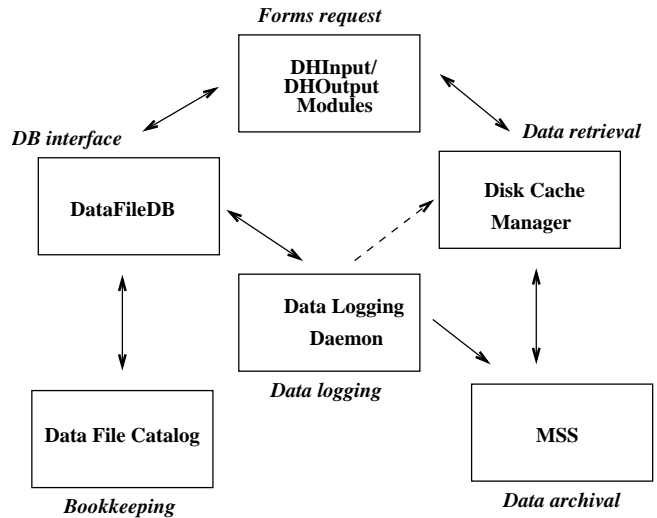 Forms request
DHInput/
DHOutput
Modules
DB interface
Data retrieval
DataFileDB
Disk Cache
Manager
Data Logging
Daemon
Data logging
Data File Catalog
MSS
Bookkeeping
Data archival